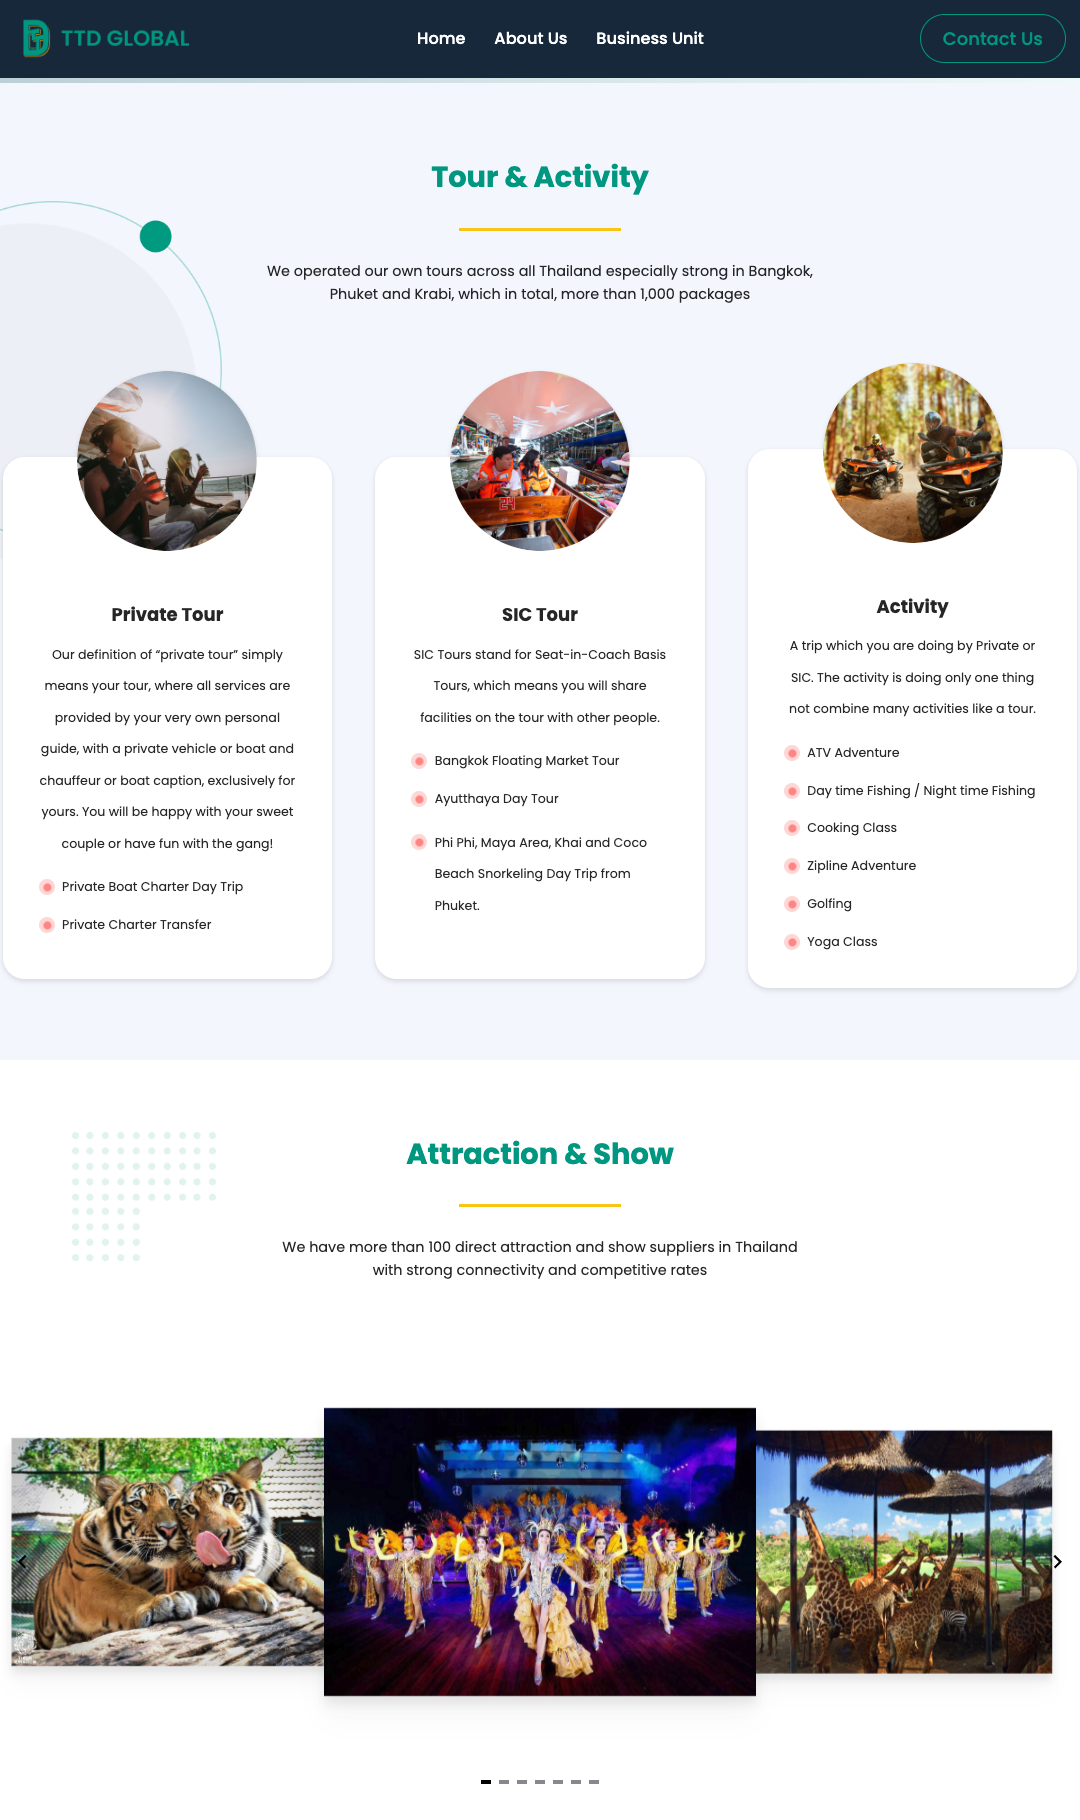 TTD GLOBAL
Home
About Us
Business Unit
Contact Us
Tour & Activity
We operated our own tours across all Thailand especially strong in Bangkok,
Phuket and Krabi, which in total, more than 1,000 packages
Private Tour
Our definition of “private tour” simply
means your tour, where all services are
provided by your very own personal
guide, with a private vehicle or boat and
chauffeur or boat caption, exclusively for
yours. You will be happy with your sweet
couple or have fun with the gang!
Private Boat Charter Day Trip
Private Charter Transfer
SIC Tour
SIC Tours stand for Seat-in-Coach Basis
Tours, which means you will share
facilities on the tour with other people.
Bangkok Floating Market Tour
Ayutthaya Day Tour
Phi Phi, Maya Area, Khai and Coco
Beach Snorkeling Day Trip from
Phuket.
Activity
A trip which you are doing by Private or
SIC. The activity is doing only one thing
not combine many activities like a tour.
ATV Adventure
Day time Fishing / Night time Fishing
Cooking Class
Zipline Adventure
Golfing
Yoga Class
Attraction & Show
We have more than 100 direct attraction and show suppliers in Thailand
with strong connectivity and competitive rates